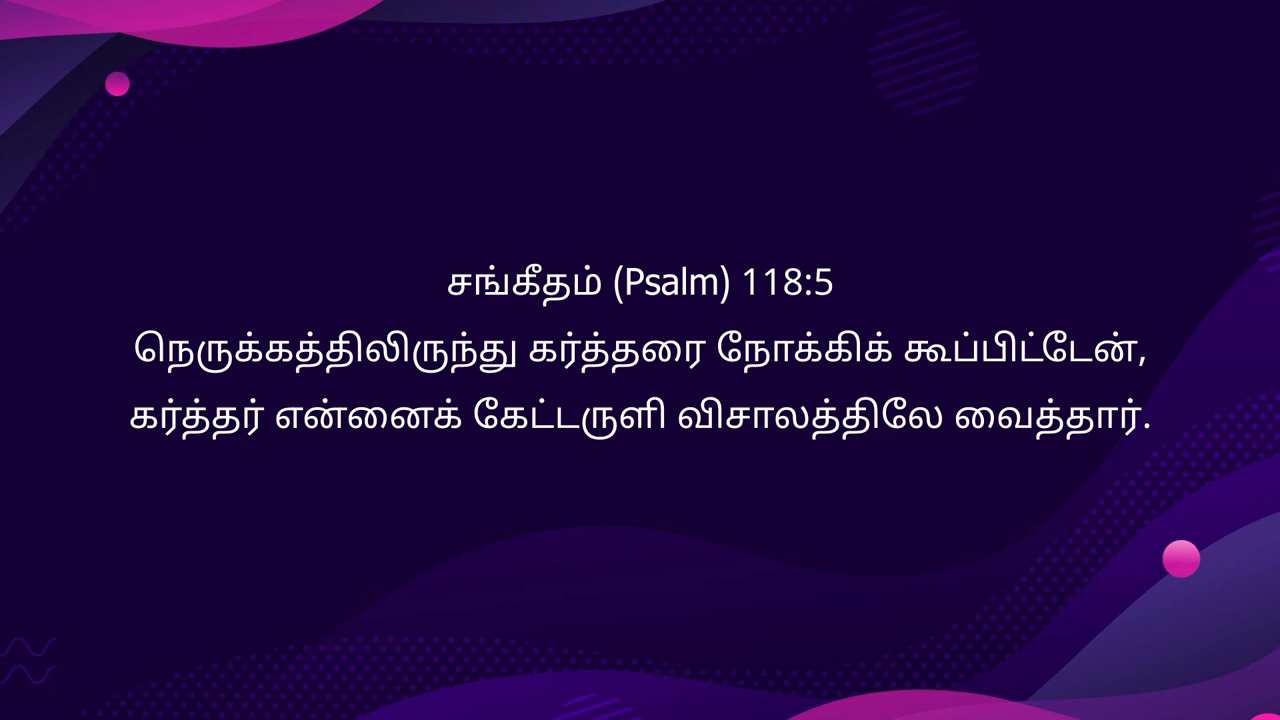 சங்கீதம் (Psalm) 118:5
நெருக்கத்திலிருந்து கர்த்தரை நோக்கிக் கூப்பிட்டேன்,
கர்த்தர் என்னைக் கேட்டருளி விசாலத்திலே வைத்தார்.